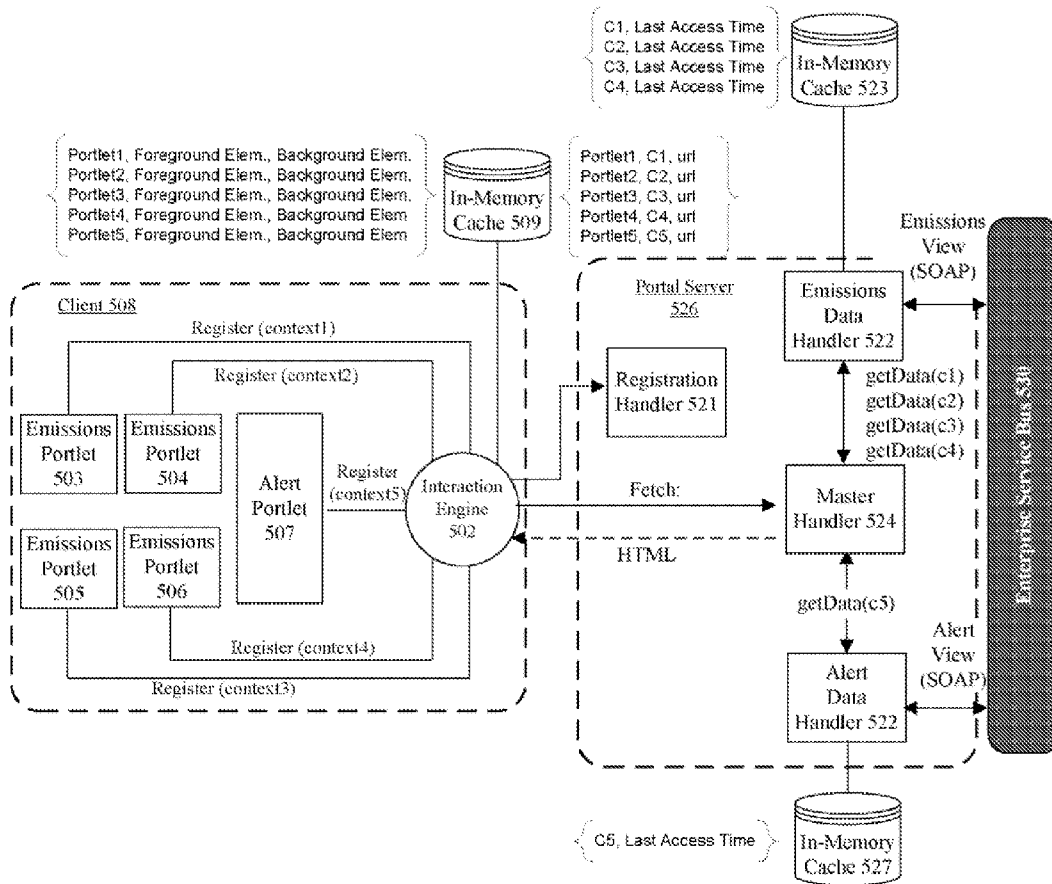 C1, Last Access Time
C2, Last Access Time
C3, Last Access Time
C4, Last Access Time
In-Memory
Cache 523
Portlet1, Foreground Elem., Background Elem.
Portlet2, Foreground Elem., Background Elem.
Portlet3, Foreground Elem., Background Elem.
Portlet4, Foreground Elem., Background Elem
Portlet5, Foreground Elem., Background Elem
In-Memory
Cache 509
Portlet1, C1, url
Portlet2, C2, url
Portlet3, C3, url
Portlet4, C4, url
Portlet5, C5, url
Emissions
View
(SOAP)
Client 508
Register (context1)
Register (context2)
Emissions
Portlet
503
Emissions
Portlet
504
Alert
Portlet
507
Register
(context5)
Interaction
Engine
502
Emissions
Portlet
505
Emissions
Portlet
506
Register (context4)
Register (context3)
Portal Server
526
Emissions
Data
Handler 522
Registration
Handler 521
getData(c1)
getData(c2)
getData(c3)
getData(c4)
Fetch:
HTML
Master
Handler 524
getData(c5)
Alert
View
(SOAP)
Alert
Data
Handler 522
Enterprise Service Bus 530
C5, Last Access Time
In-Memory
Cache 527